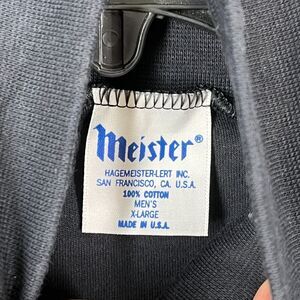 Meister®
HAGEMEISTER-LERT INC.
SAN FRANCISCO, CA. U.S.A.
100% COTTON
MEN'S
X-LARGE
MADE IN U.S.A.